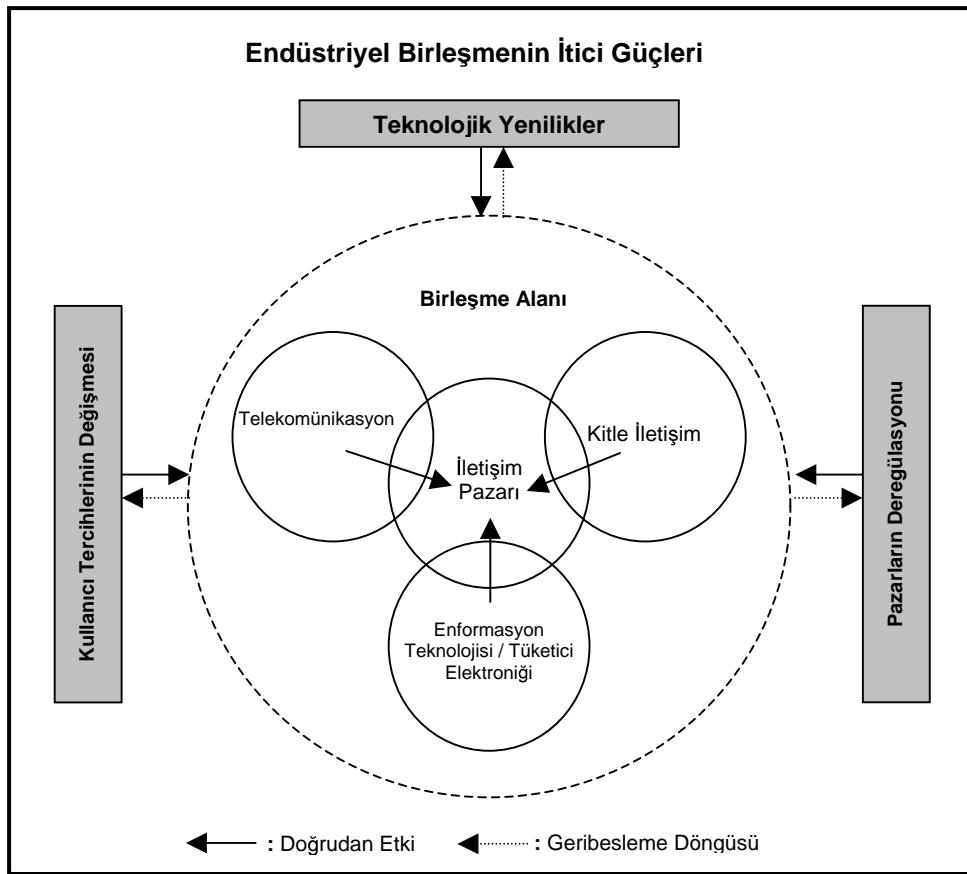 Endüstriyel Birleşmenin İtici Güçleri
Teknolojik Yenilikler
Birleşme Alanı
Kullanıcı Tercihlerinin Değişmesi
Telekomünikasyon
Kitle İletişim
İletişim
Pazarı
Pazarların Deregülasyonu
Enformasyon
Teknolojisi / Tüketici
Elektroniği
: Doğrudan Etki
: Geribesleme Döngüsü